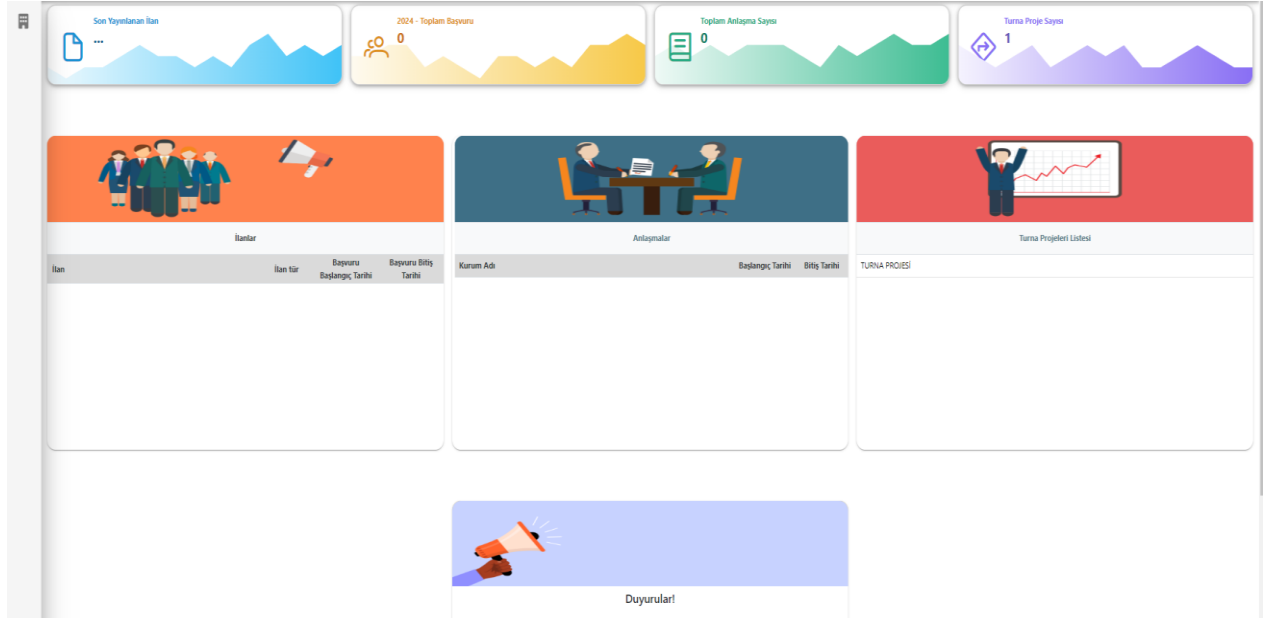 Son Yayınlanan İlan
...
2024 - Toplam Başvuru
0
Toplam Anlaşma Sayısı
0
Turna Proje Sayısı
1
İlanlar
İlan
İlan tür
Başvuru
Başlangıç Tarihi
Başvuru Bitiş
Tarihi
Anlaşmalar
Kurum Adı
Başlangıç Tarihi
Bitiş Tarihi
Turna Projeleri Listesi
TURNA PROJESİ
Duyurular!